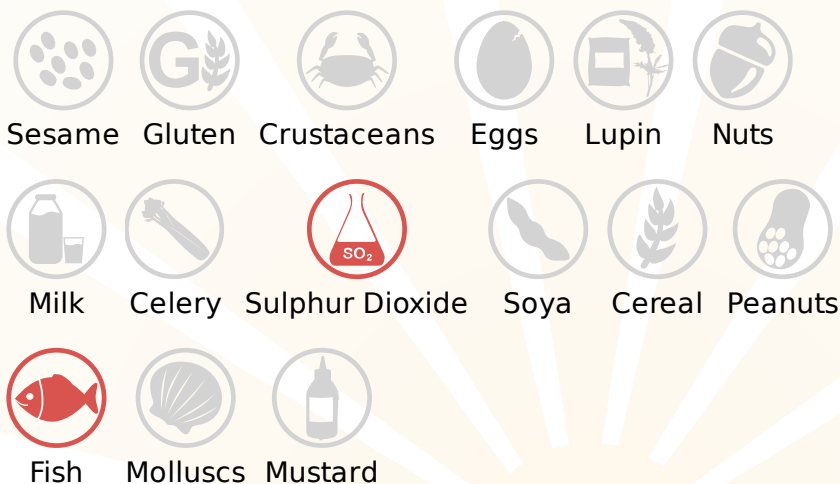 G
Sesame Gluten Crustaceans Eggs Lupin Nuts
SO₂
Milk Celery Sulphur Dioxide Soya Cereal Peanuts
Fish Molluscs Mustard